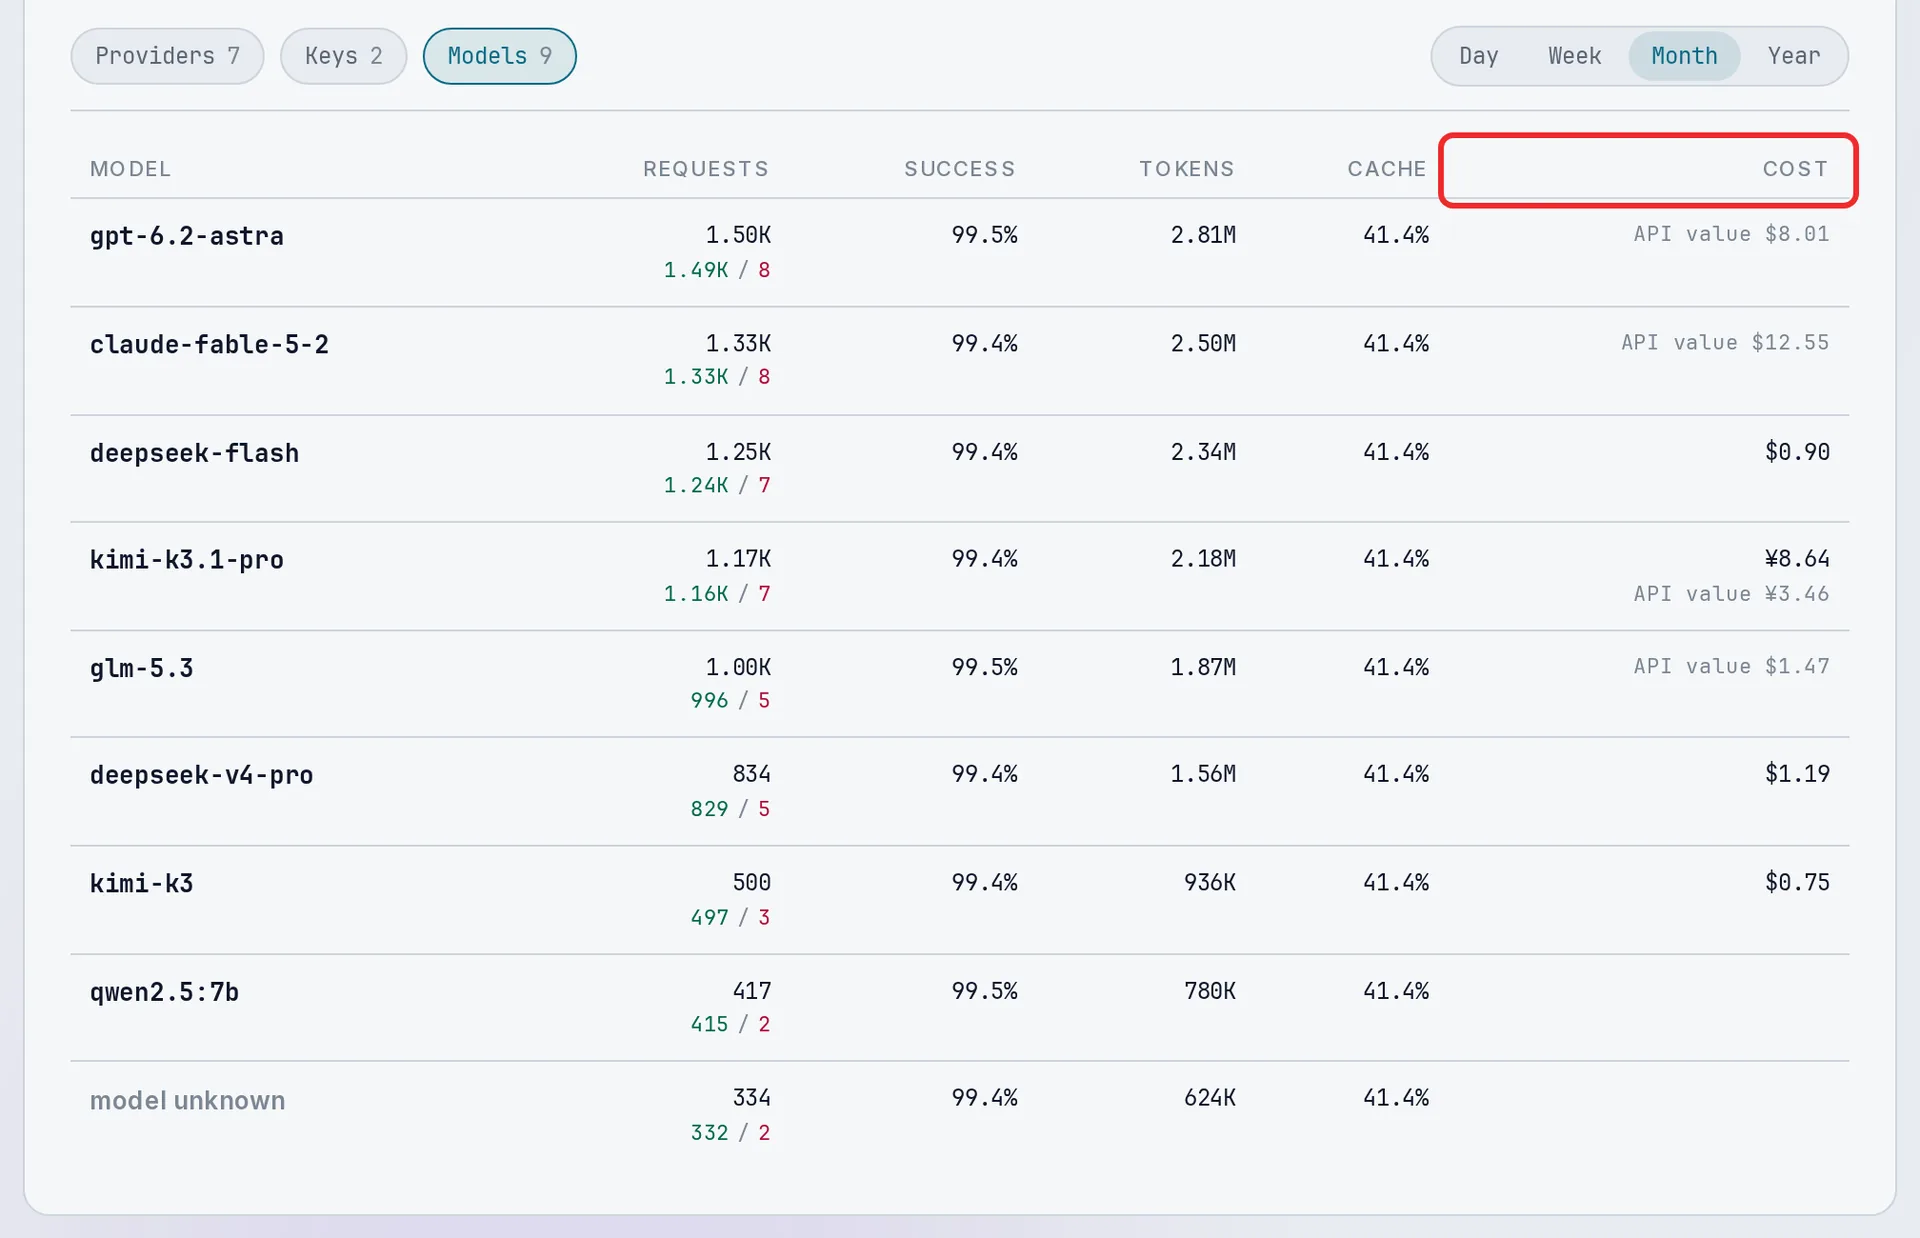 Providers 7 Keys 2 Models 9 Day Week Month Year
MODEL REQUESTS SUCCESS TOKENS CACHE COST
gpt-6.2-astra 1.50K 99.5% 2.81M 41.4% API value $8.01
1.49K / 8
claude-fable-5-2 1.33K 99.4% 2.50M 41.4% API value $12.55
1.33K / 8
deepseek-flash 1.25K 99.4% 2.34M 41.4% $0.90
1.24K / 7
kimi-k3.1-pro 1.17K 99.4% 2.18M 41.4% ¥8.64
1.16K / 7 API value ¥3.46
glm-5.3 1.00K 99.5% 1.87M 41.4% API value $1.47
996 / 5
deepseek-v4-pro 834 99.4% 1.56M 41.4% $1.19
829 / 5
kimi-k3 500 99.4% 936K 41.4% $0.75
497 / 3
qwen2.5:7b 417 99.5% 780K 41.4%
415 / 2
model unknown 334 99.4% 624K 41.4%
332 / 2